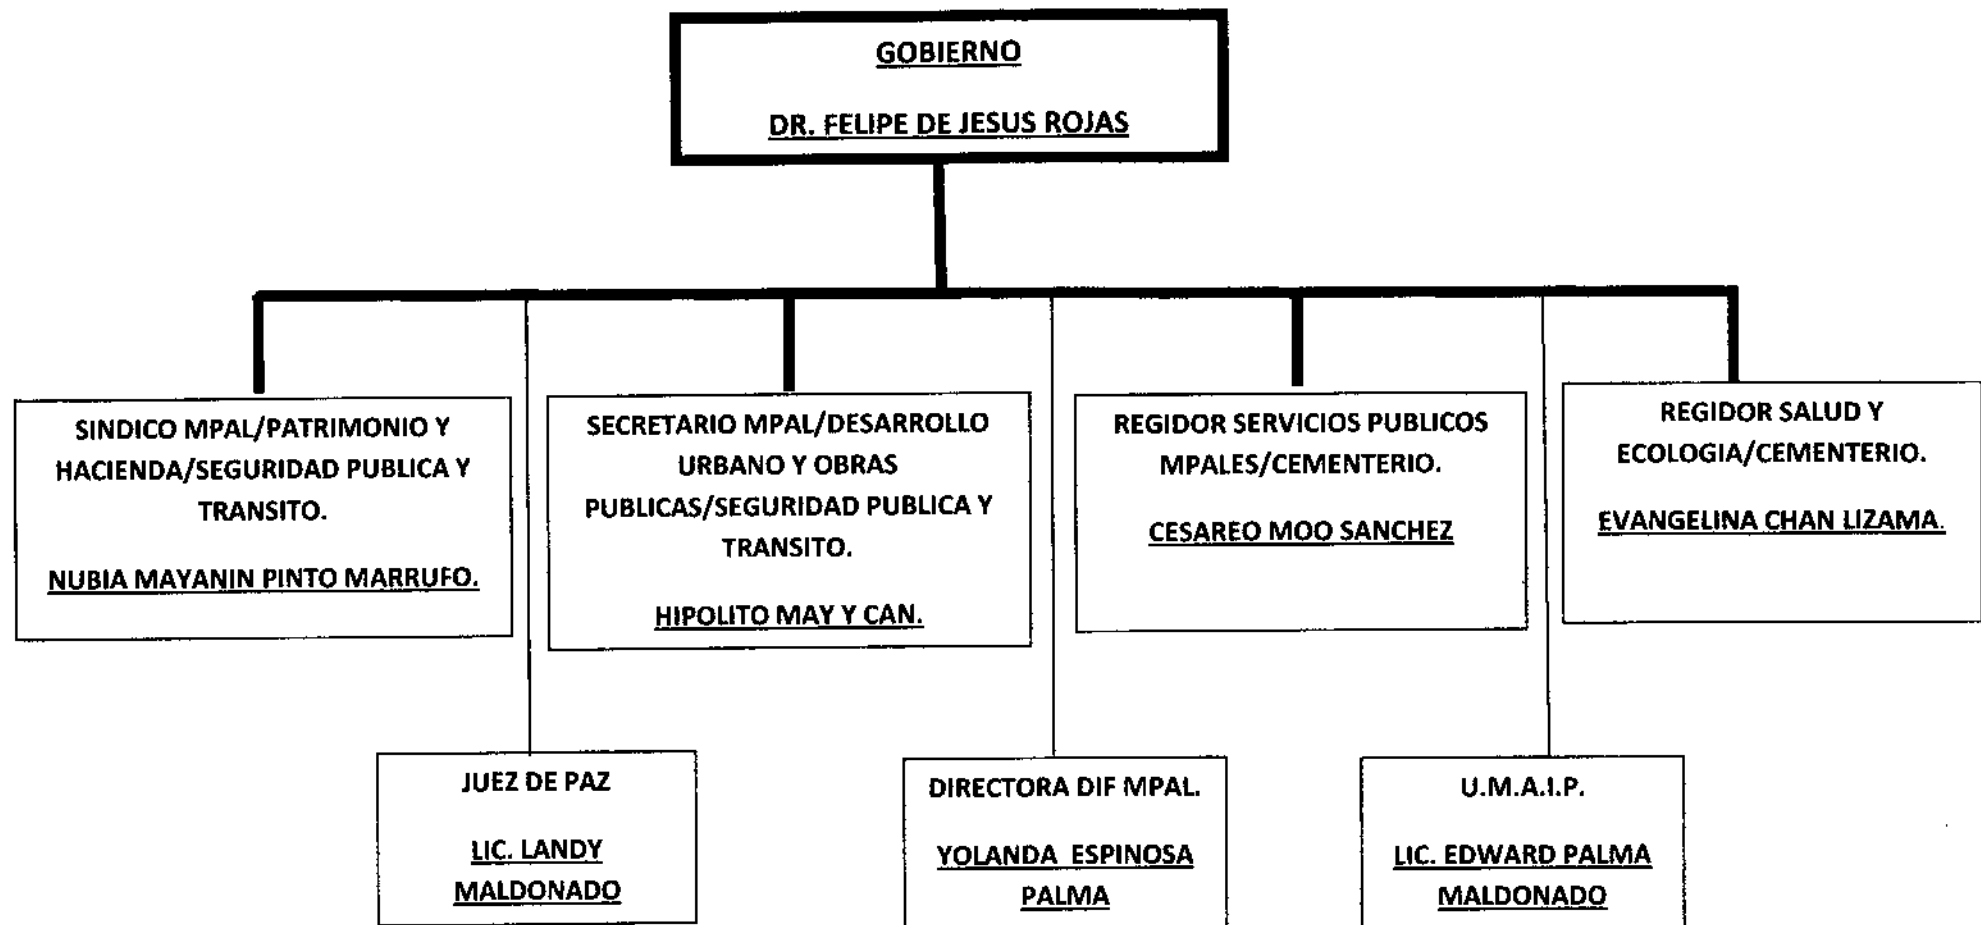 GOBIERNO
DR. FELIPE DE JESUS ROJAS
SINDICO MPAL/PATRIMONIO Y
HACIENDA/SEGURIDAD PUBLICA Y
TRANSITO.
NUBIA MAYANIN PINTO MARRUFO.
SECRETARIO MPAL/DESARROLLO
URBANO Y OBRAS
PUBLICAS/SEGURIDAD PUBLICA Y
TRANSITO.
HIPOLITO MAY Y CAN.
REGIDOR SERVICIOS PUBLICOS
MPALES/CEMENTERIO.
CESAREO MOO SANCHEZ
REGIDOR SALUD Y
ECOLOGIA/CEMENTERIO.
EVANGELINA CHAN LIZAMA.
JUEZ DE PAZ
LIC. LANDY
MALDONADO
DIRECTORA DIF MPAL.
YOLANDA ESPINOSA
PALMA
U.M.A.I.P.
LIC. EDWARD PALMA
MALDONADO